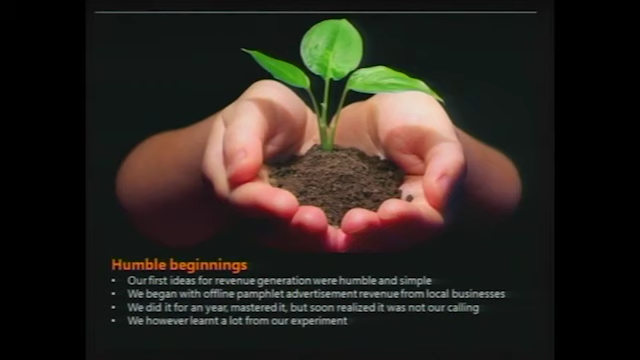 Humble beginnings
• Our first ideas for revenue generation were humble and simple
• We began with offline pamphlet advertisement revenue from local businesses
• We did it for an year, mastered it, but soon realized it was not our calling
• We however learnt a lot from our experiment